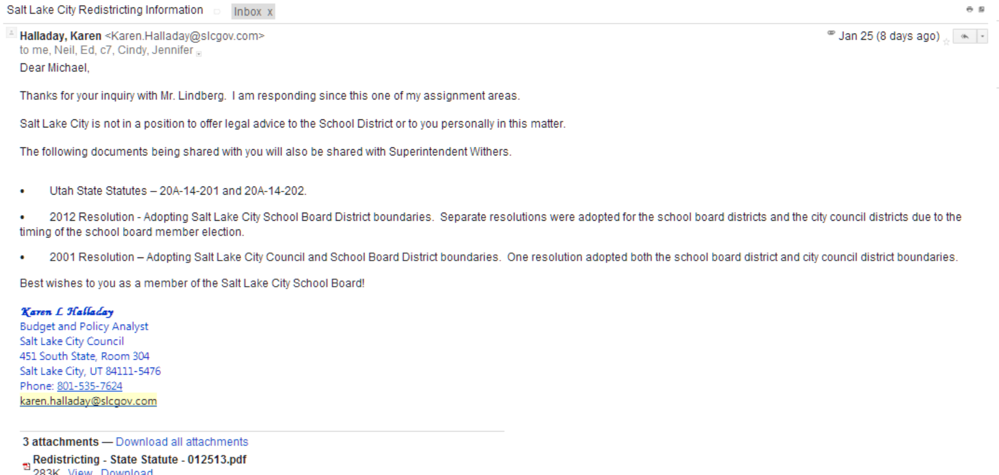 Salt Lake City Redistricting Information Inbox x
Halladay, Karen <Karen.Halladay@slcgov.com> Jan 25 (8 days ago)
to me, Neil, Ed, c7, Cindy, Jennifer
Dear Michael,
Thanks for your inquiry with Mr. Lindberg. I am responding since this one of my assignment areas.
Salt Lake City is not in a position to offer legal advice to the School District or to you personally in this matter.
The following documents being shared with you will also be shared with Superintendent Withers.
• Utah State Statutes – 20A-14-201 and 20A-14-202.
• 2012 Resolution - Adopting Salt Lake City School Board District boundaries. Separate resolutions were adopted for the school board districts and the city council districts due to the
timing of the school board member election.
• 2001 Resolution – Adopting Salt Lake City Council and School Board District boundaries. One resolution adopted both the school board district and city council district boundaries.
Best wishes to you as a member of the Salt Lake City School Board!
Karen L Halladay
Budget and Policy Analyst
Salt Lake City Council
451 South State, Room 304
Salt Lake City, UT 84111-5476
Phone: 801-535-7624
karen.halladay@slcgov.com
3 attachments — Download all attachments
Redistricting - State Statute - 012513.pdf
283K View Download